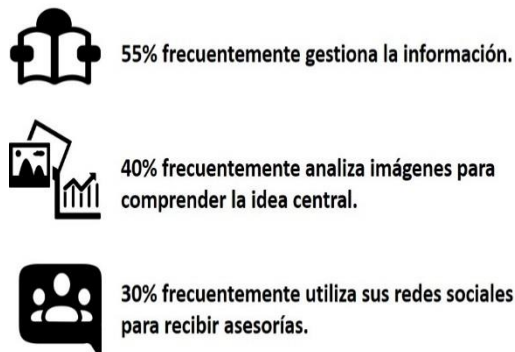 55% frecuentemente gestiona la información.
40% frecuentemente analiza imágenes para
comprender la idea central.
30% frecuentemente utiliza sus redes sociales
para recibir asesorías.